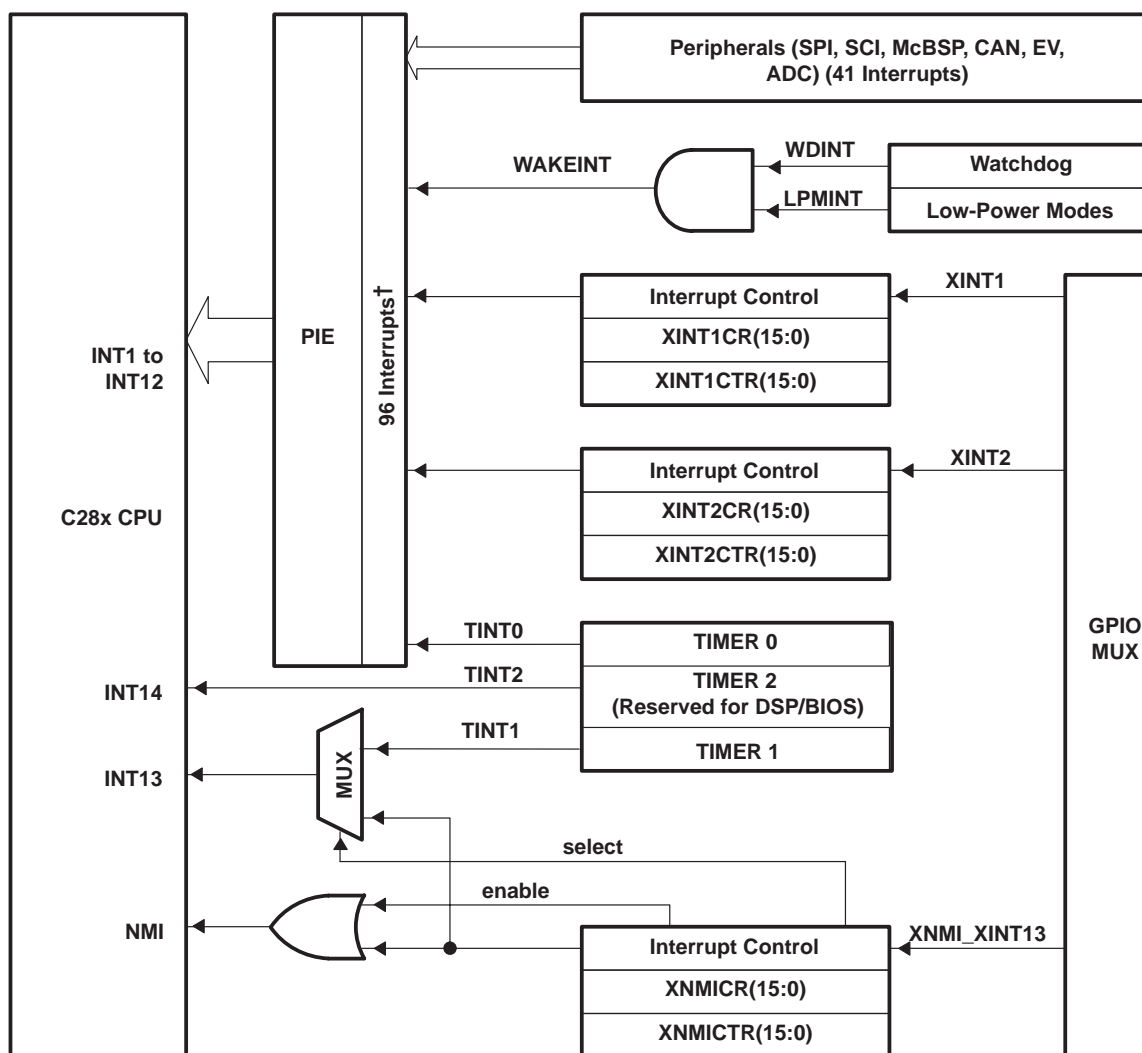 Peripherals (SPI, SCI, McBSP, CAN, EV,
ADC) (41 Interrupts)
WDINT
Watchdog
WAKEINT
LPMINT
Low-Power Modes
XINT1
Interrupt Control
XINT1CR(15:0)
XINT1CTR(15:0)
PIE
96 Interrupts†
INT1 to
INT12
XINT2
Interrupt Control
XINT2CR(15:0)
XINT2CTR(15:0)
C28x CPU
GPIO
MUX
TINT0
TIMER 0
TINT2
TIMER 2
(Reserved for DSP/BIOS)
INT14
TINT1
TIMER 1
INT13
MUX
select
enable
NMI
XNMI_XINT13
Interrupt Control
XNMICR(15:0)
XNMICTR(15:0)